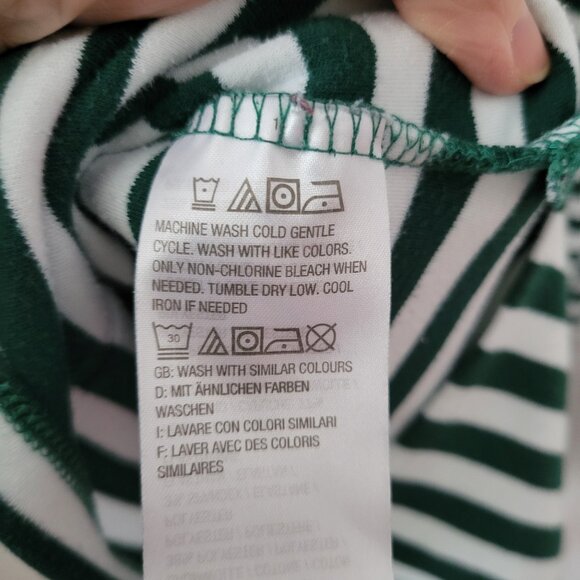 MACHINE WASH COLD GENTLE
CYCLE. WASH WITH LIKE COLORS.
ONLY NON-CHLORINE BLEACH WHEN
NEEDED. TUMBLE DRY LOW. COOL
IRON IF NEEDED
30
GB: WASH WITH SIMILAR COLOURS
D: MIT ÄHNLICHEN FARBEN
WASCHEN
I: LAVARE CON COLORI SIMILARI
F: LAVER AVEC DES COLORIS
SIMILAIRES